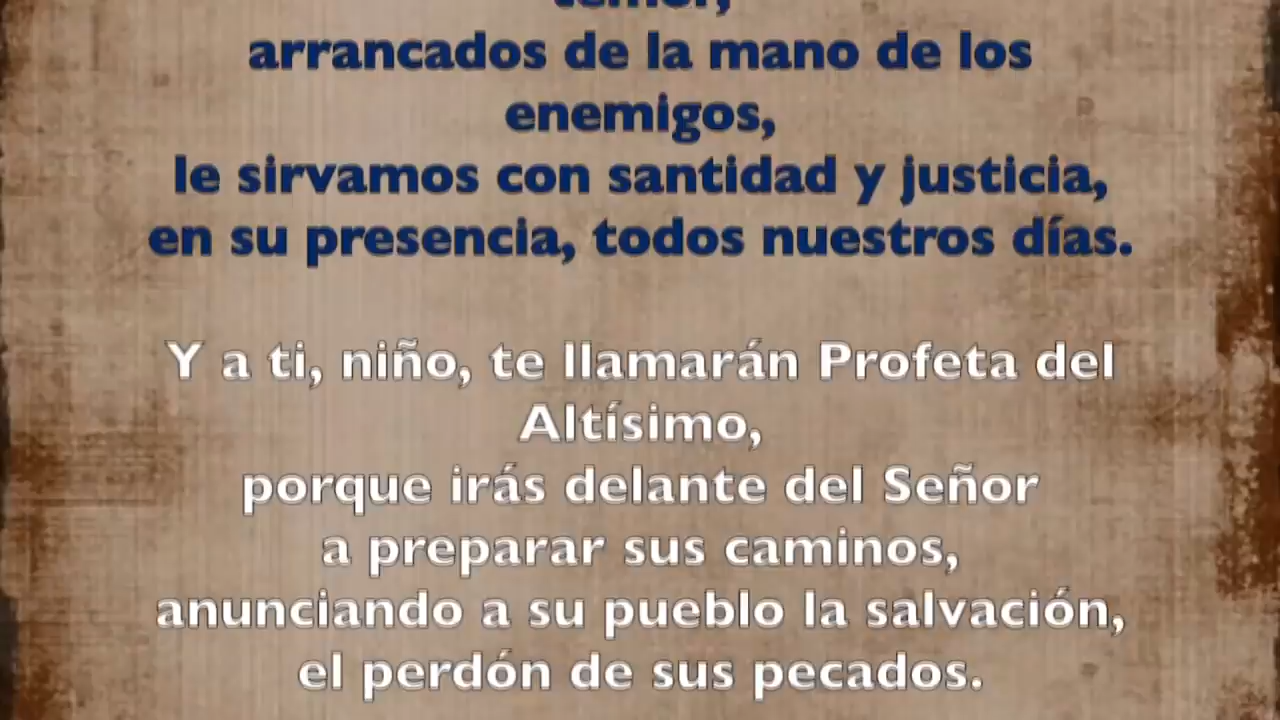 temor,
arrancados de la mano de los
enemigos,
le sirvamos con santidad y justicia,
en su presencia, todos nuestros días.
Y a ti, niño, te llamarán Profeta del
Altísimo,
porque irás delante del Señor
a preparar sus caminos,
anunciando a su pueblo la salvación,
el perdón de sus pecados.